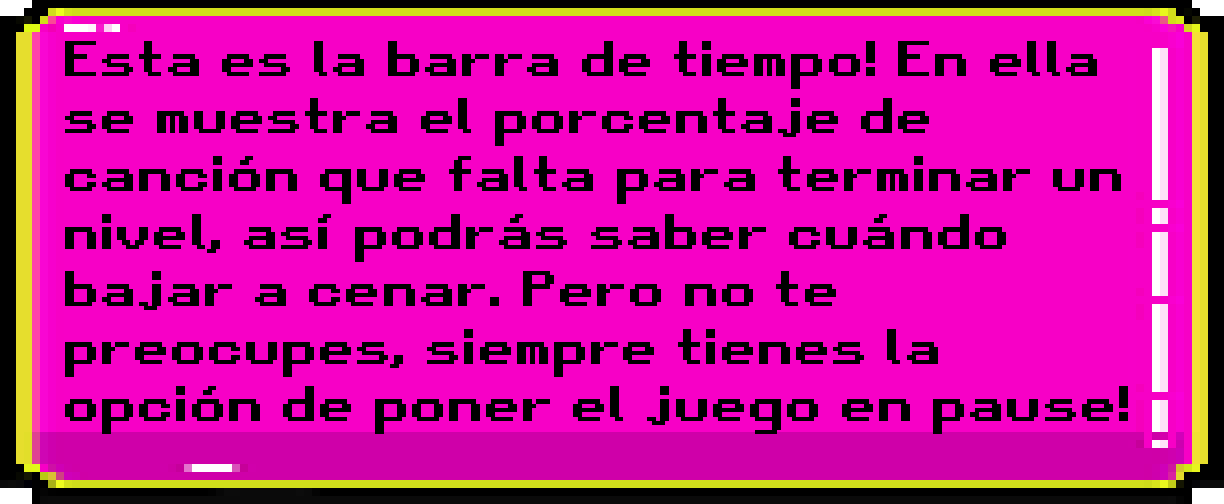 Esta es la barra de tiempo! En ella
se muestra el porcentaje de
canción que falta para terminar un
nivel, así podrás saber cuándo
bajar a cenar. Pero no te
preocupes, siempre tienes la
opción de poner el juego en pause!